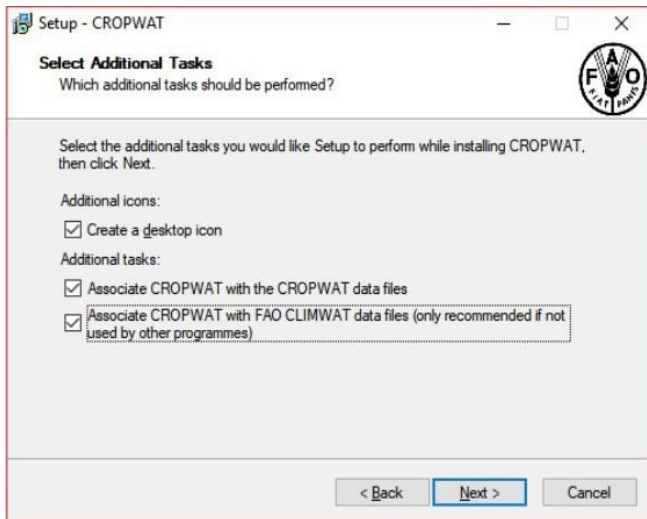 Setup - CROPWAT
Select Additional Tasks
Which additional tasks should be performed?
FAO
FIAT PANIS
Select the additional tasks you would like Setup to perform while installing CROPWAT,
then click Next.
Additional icons:
Create a desktop icon
Additional tasks:
Associate CROPWAT with the CROPWAT data files
Associate CROPWAT with FAO CLIMWAT data files (only recommended if not
used by other programmes)
< Back
Next >
Cancel